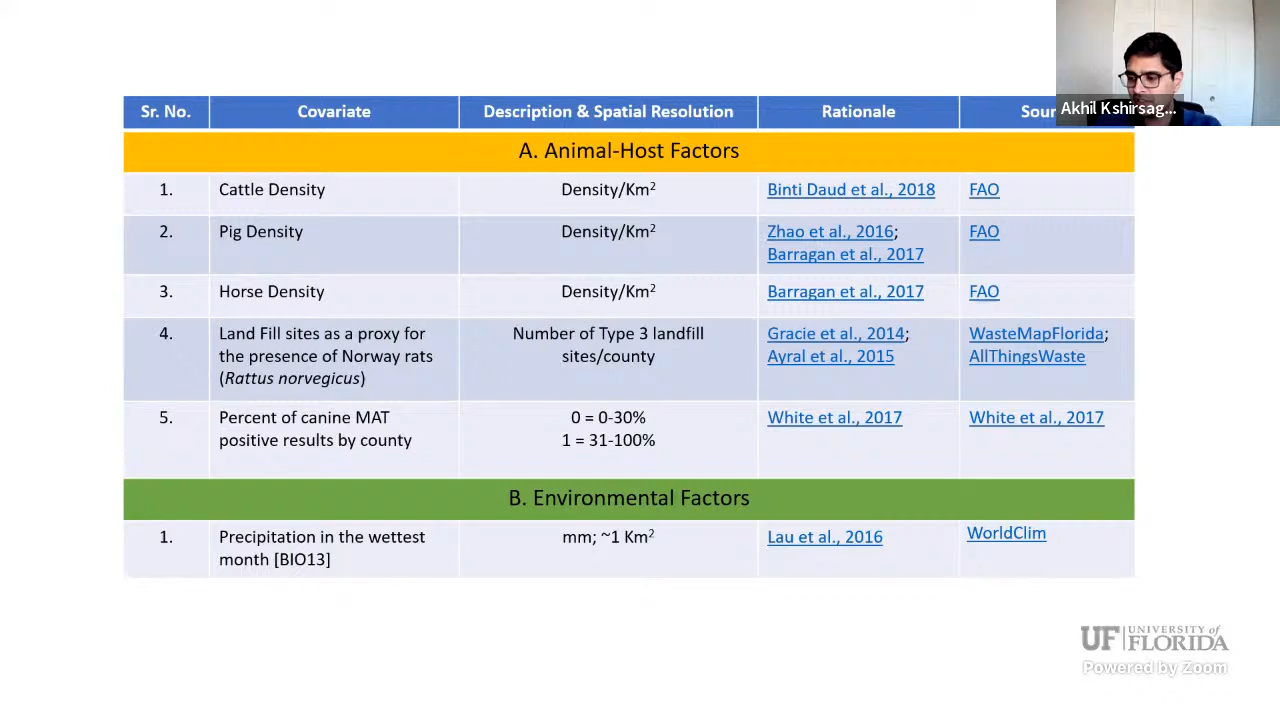 Akhil Kshirsag...
Sr. No. Covariate Description & Spatial Resolution Rationale Sour
A. Animal-Host Factors
1. Cattle Density Density/Km² Binti Daud et al., 2018 FAO
2. Pig Density Density/Km² Zhao et al., 2016; FAO
Barragan et al., 2017
3. Horse Density Density/Km² Barragan et al., 2017 FAO
4. Land Fill sites as a proxy for Number of Type 3 landfill Gracie et al., 2014; WasteMapFlorida;
the presence of Norway rats sites/county Ayral et al., 2015 AllThingsWaste
(Rattus norvegicus)
5. Percent of canine MAT 0 = 0-30% White et al., 2017 White et al., 2017
positive results by county 1 = 31-100%
B. Environmental Factors
1. Precipitation in the wettest mm; ~1 Km² Lau et al., 2016 WorldClim
month [BIO13]
UF UNIVERSITY of
FLORIDA
Powered by Zoom